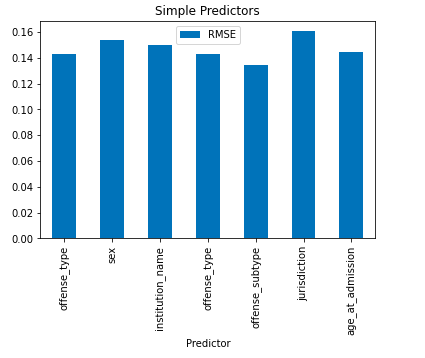 Simple Predictors
RMSE
0.16
0.14
0.12
0.10
0.08
0.06
0.04
0.02
0.00
offense_type
sex
institution_name
offense_type
offense_subtype
jurisdiction
age_at_admission
Predictor